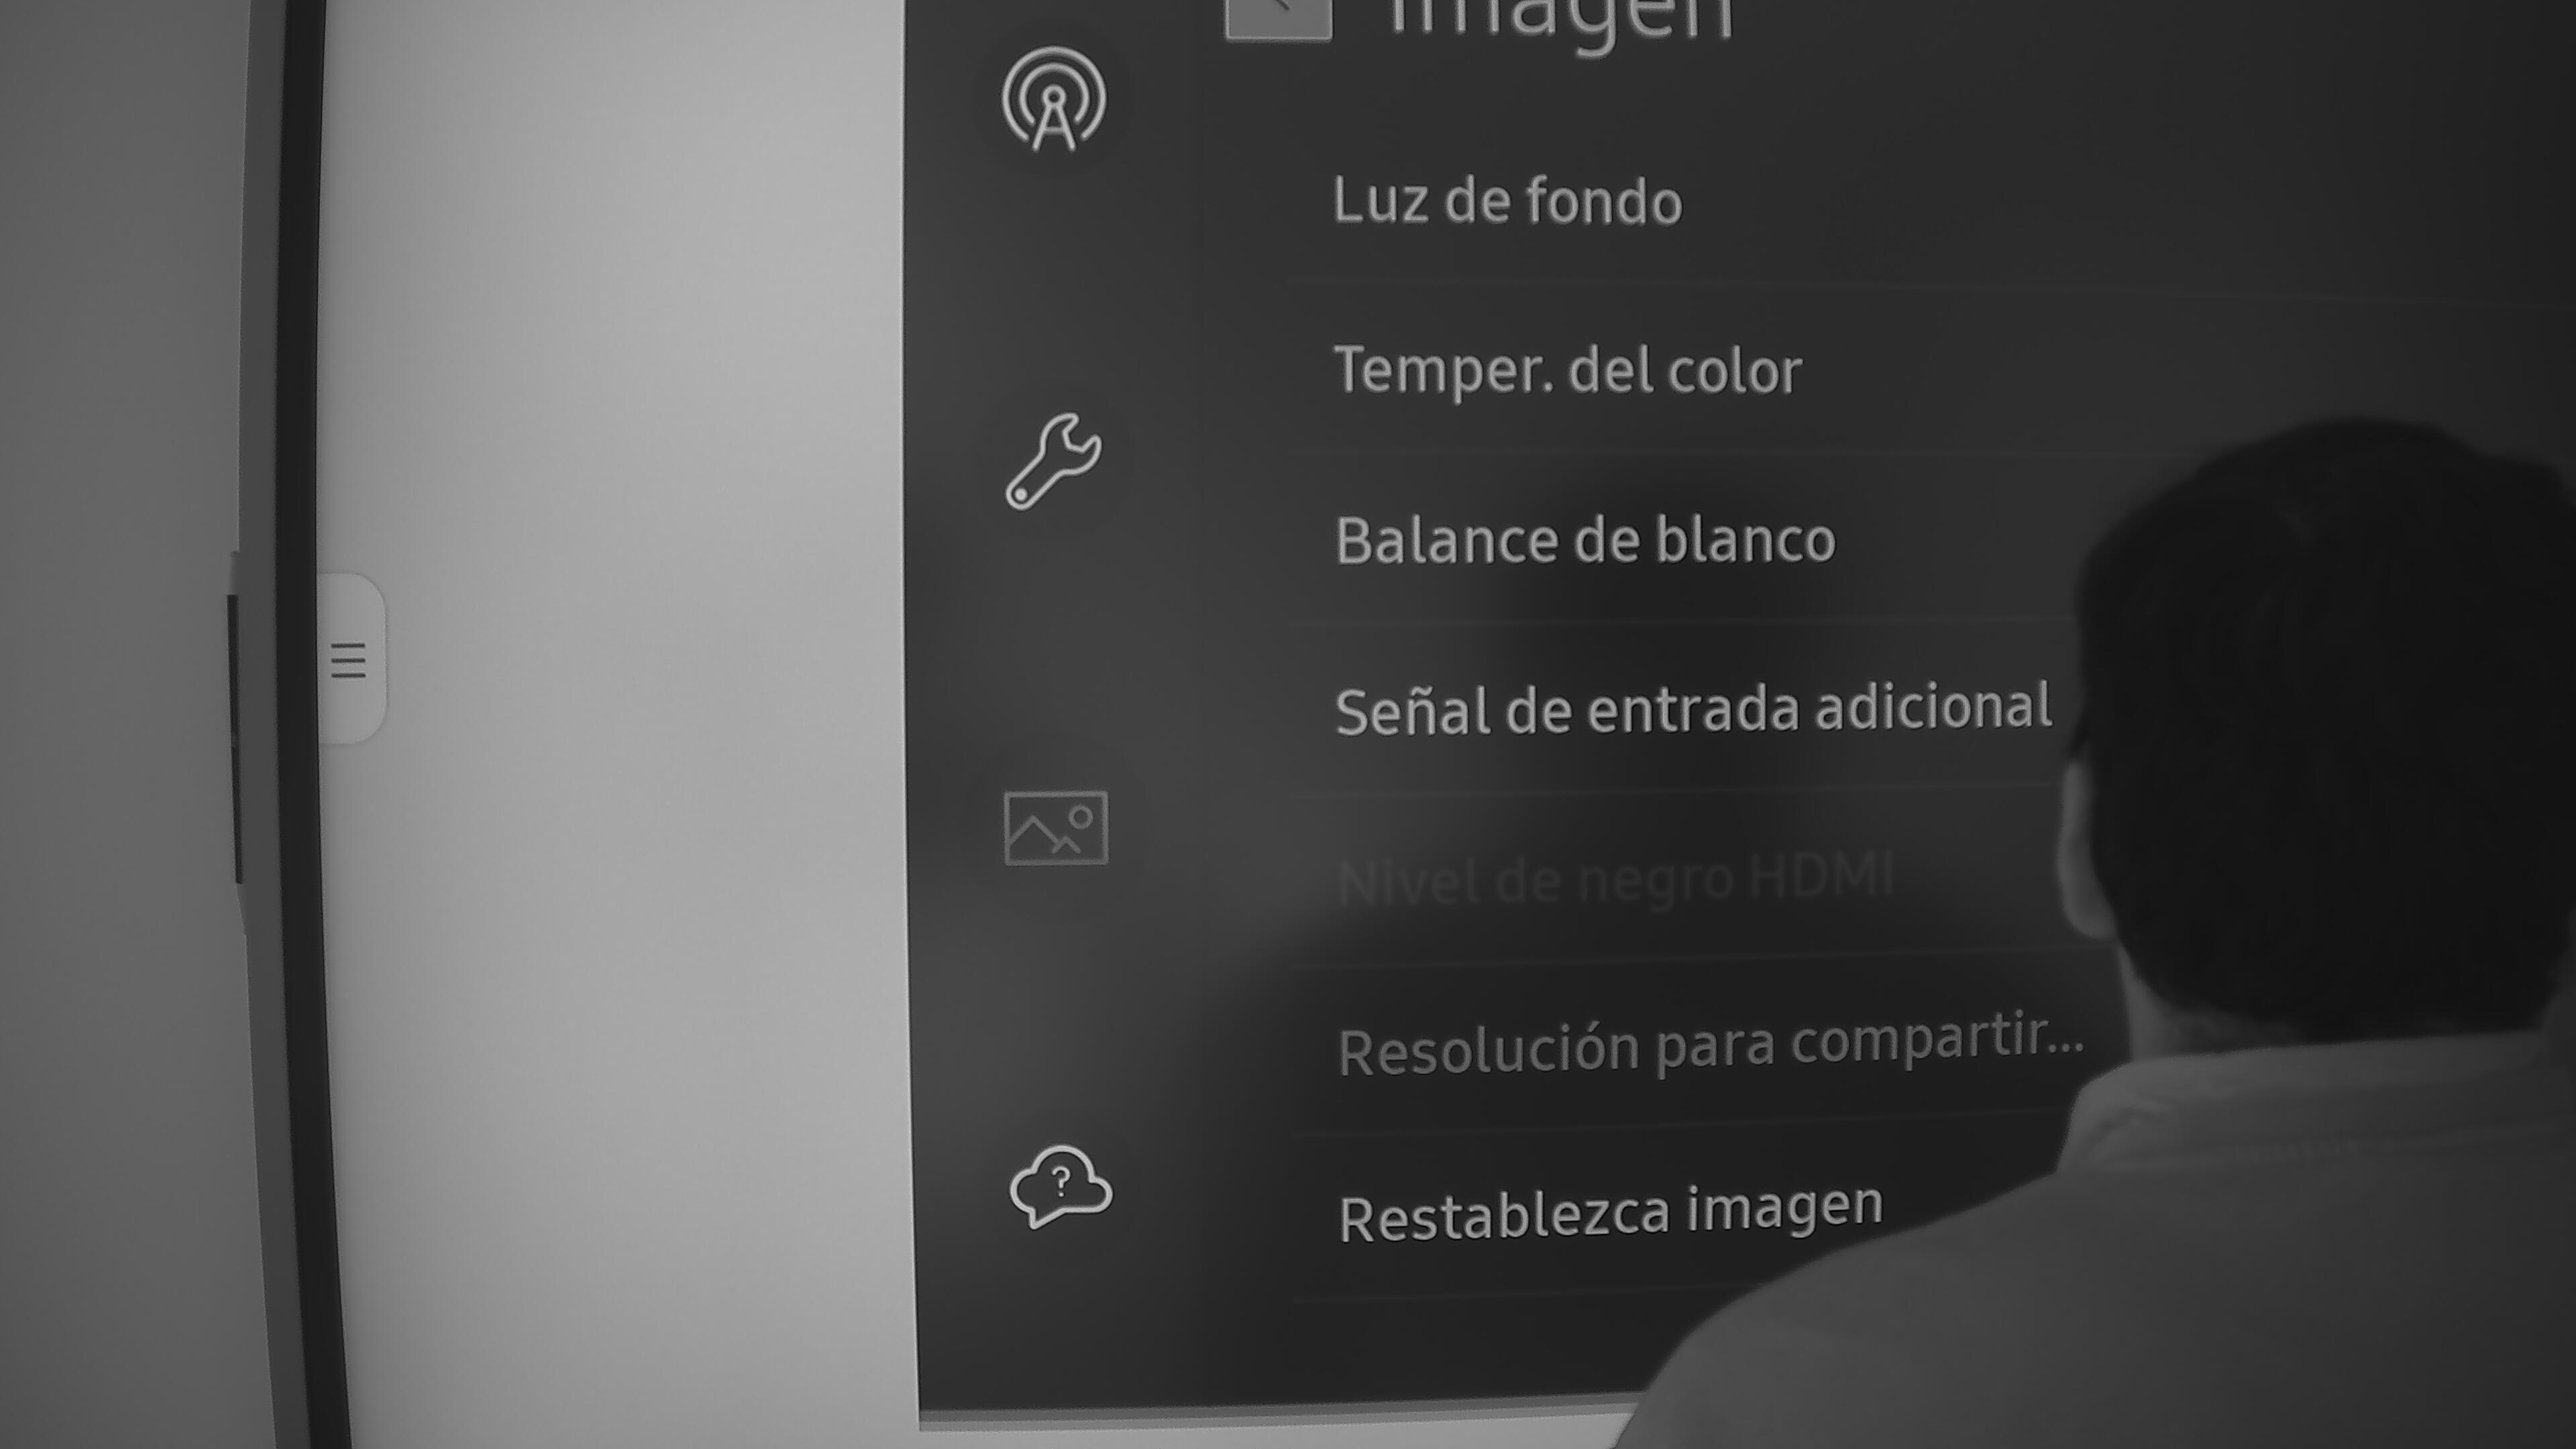 Imagen
Luz de fondo
Temper. del color
Balance de blanco
Señal de entrada adicional
Nivel de negro HDMI
Resolución para compartir...
Restablezca imagen
?